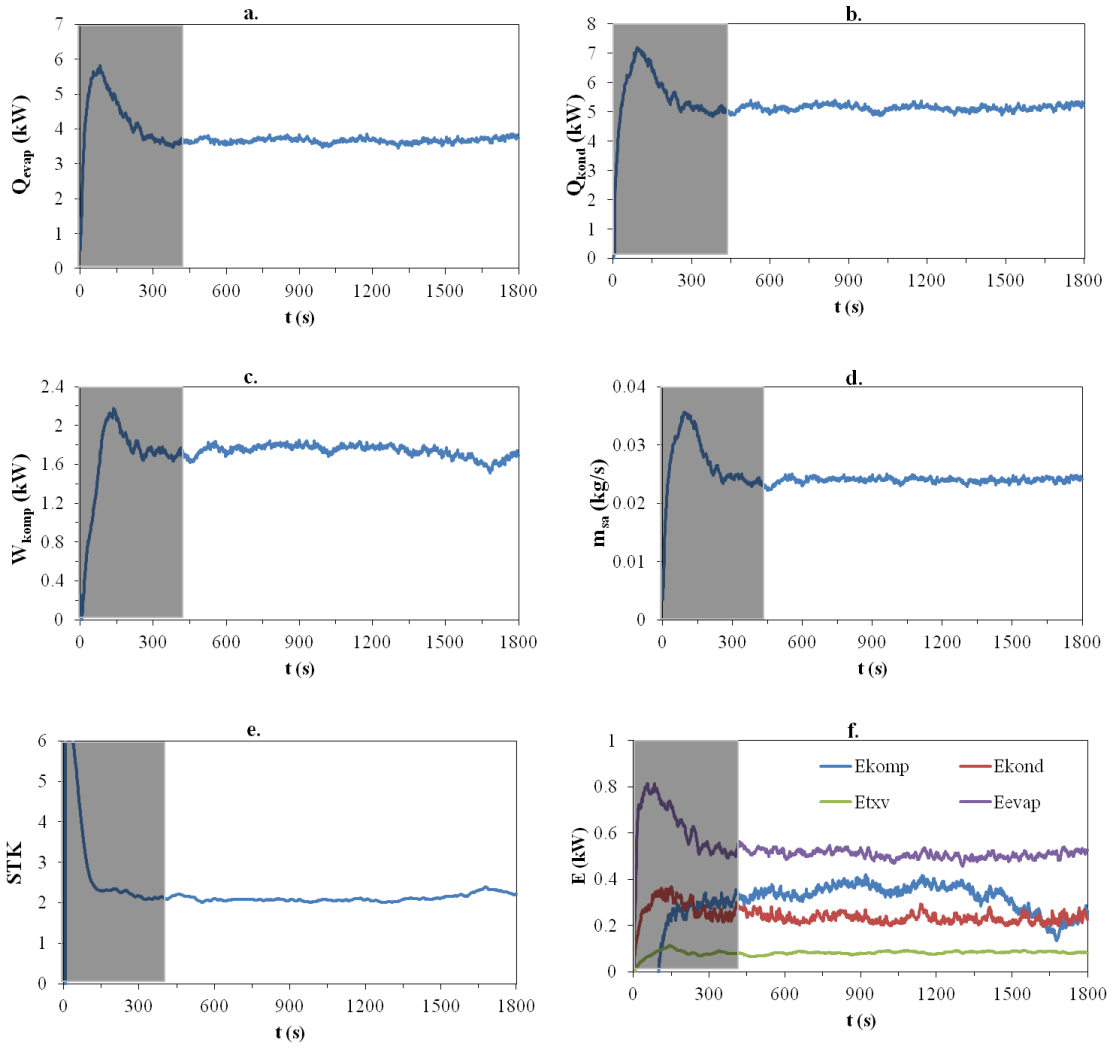 a.
7
6
5
4
3
2
1
0
Qevap (kW)
0 300 600 900 1200 1500 1800
t (s)
b.
8
7
6
5
4
3
2
1
0
Qkond (kW)
0 300 600 900 1200 1500 1800
t (s)
c.
2.4
2
1.6
1.2
0.8
0.4
0
Wkomp (kW)
0 300 600 900 1200 1500 1800
t (s)
d.
0.04
0.03
0.02
0.01
0
msa (kg/s)
0 300 600 900 1200 1500 1800
t (s)
e.
6
5
4
3
2
1
0
STK
0 300 600 900 1200 1500 1800
t (s)
f.
1
0.8
0.6
0.4
0.2
0
E (kW)
Ekomp Ekond
Etxv Eevap
0 300 600 900 1200 1500 1800
t (s)